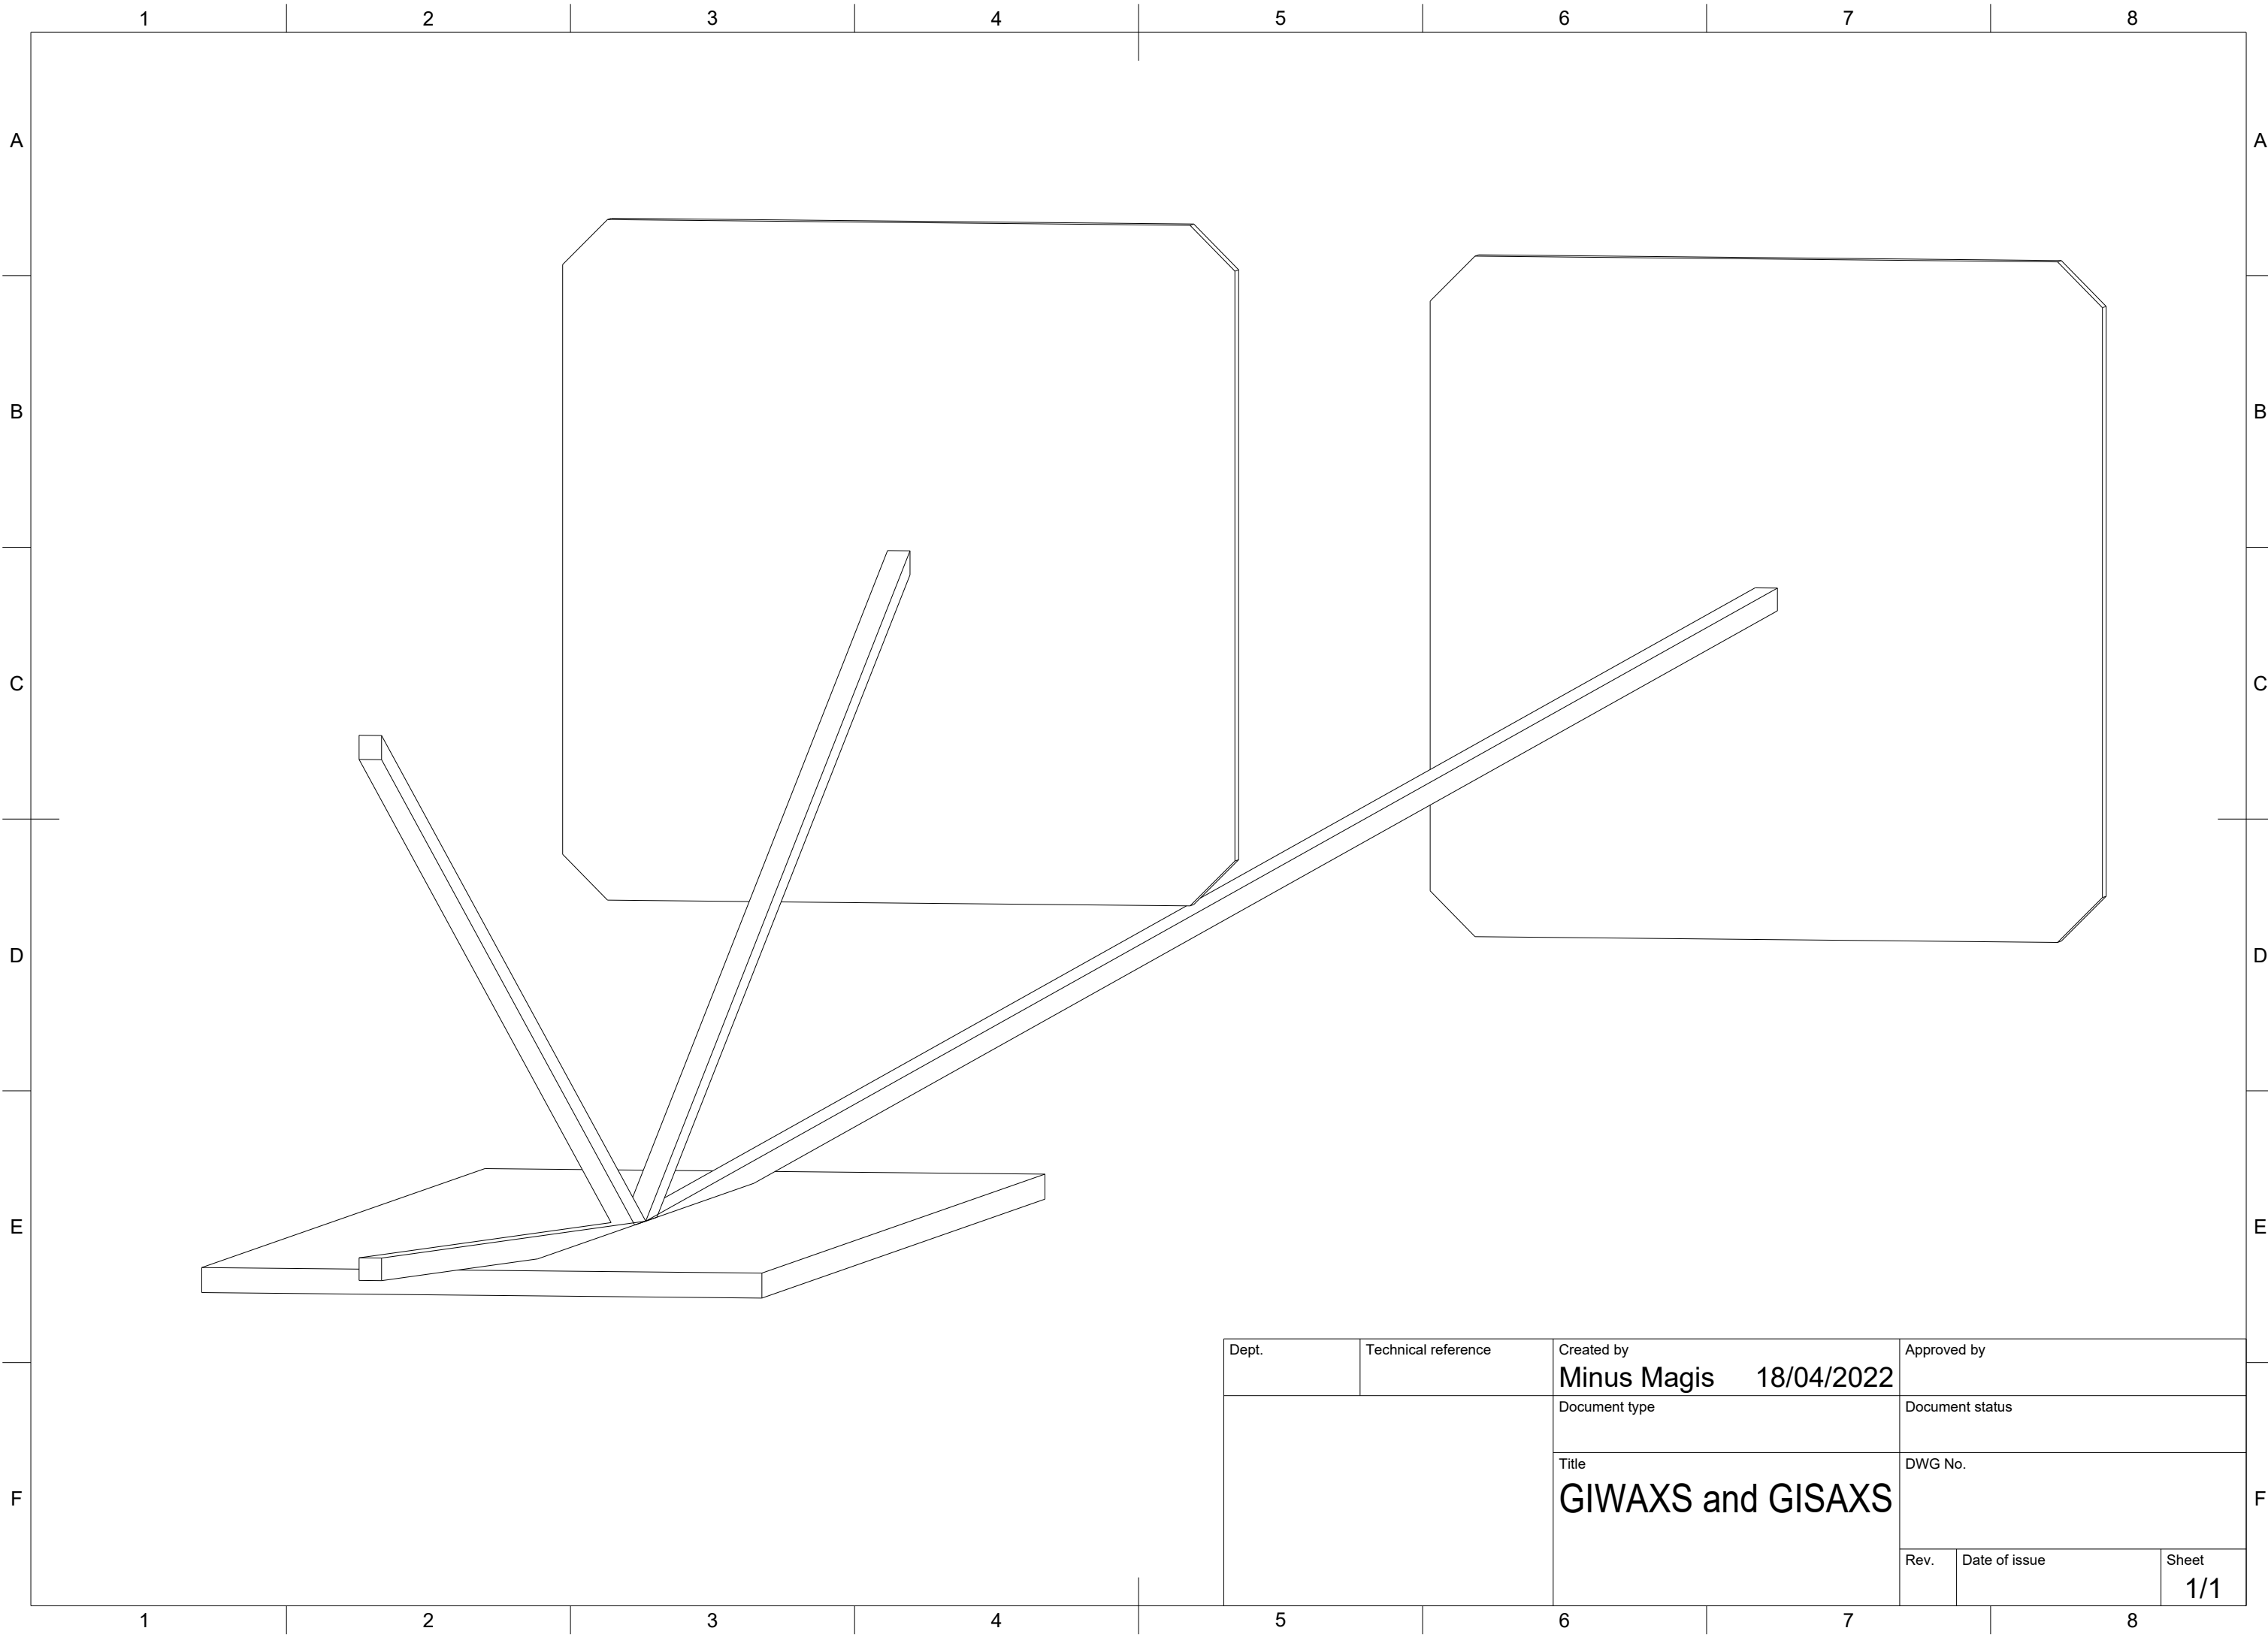 1 2 3 4 5 6 7 8
A A
B B
C C
D D
E E
Dept. Technical reference Created by Approved by
Minus Magis 18/04/2022
Document type Document status
Title DWG No.
GIWAXS and GISAXS
F F
Rev. Date of issue Sheet
1/1
1 2 3 4 5 6 7 8